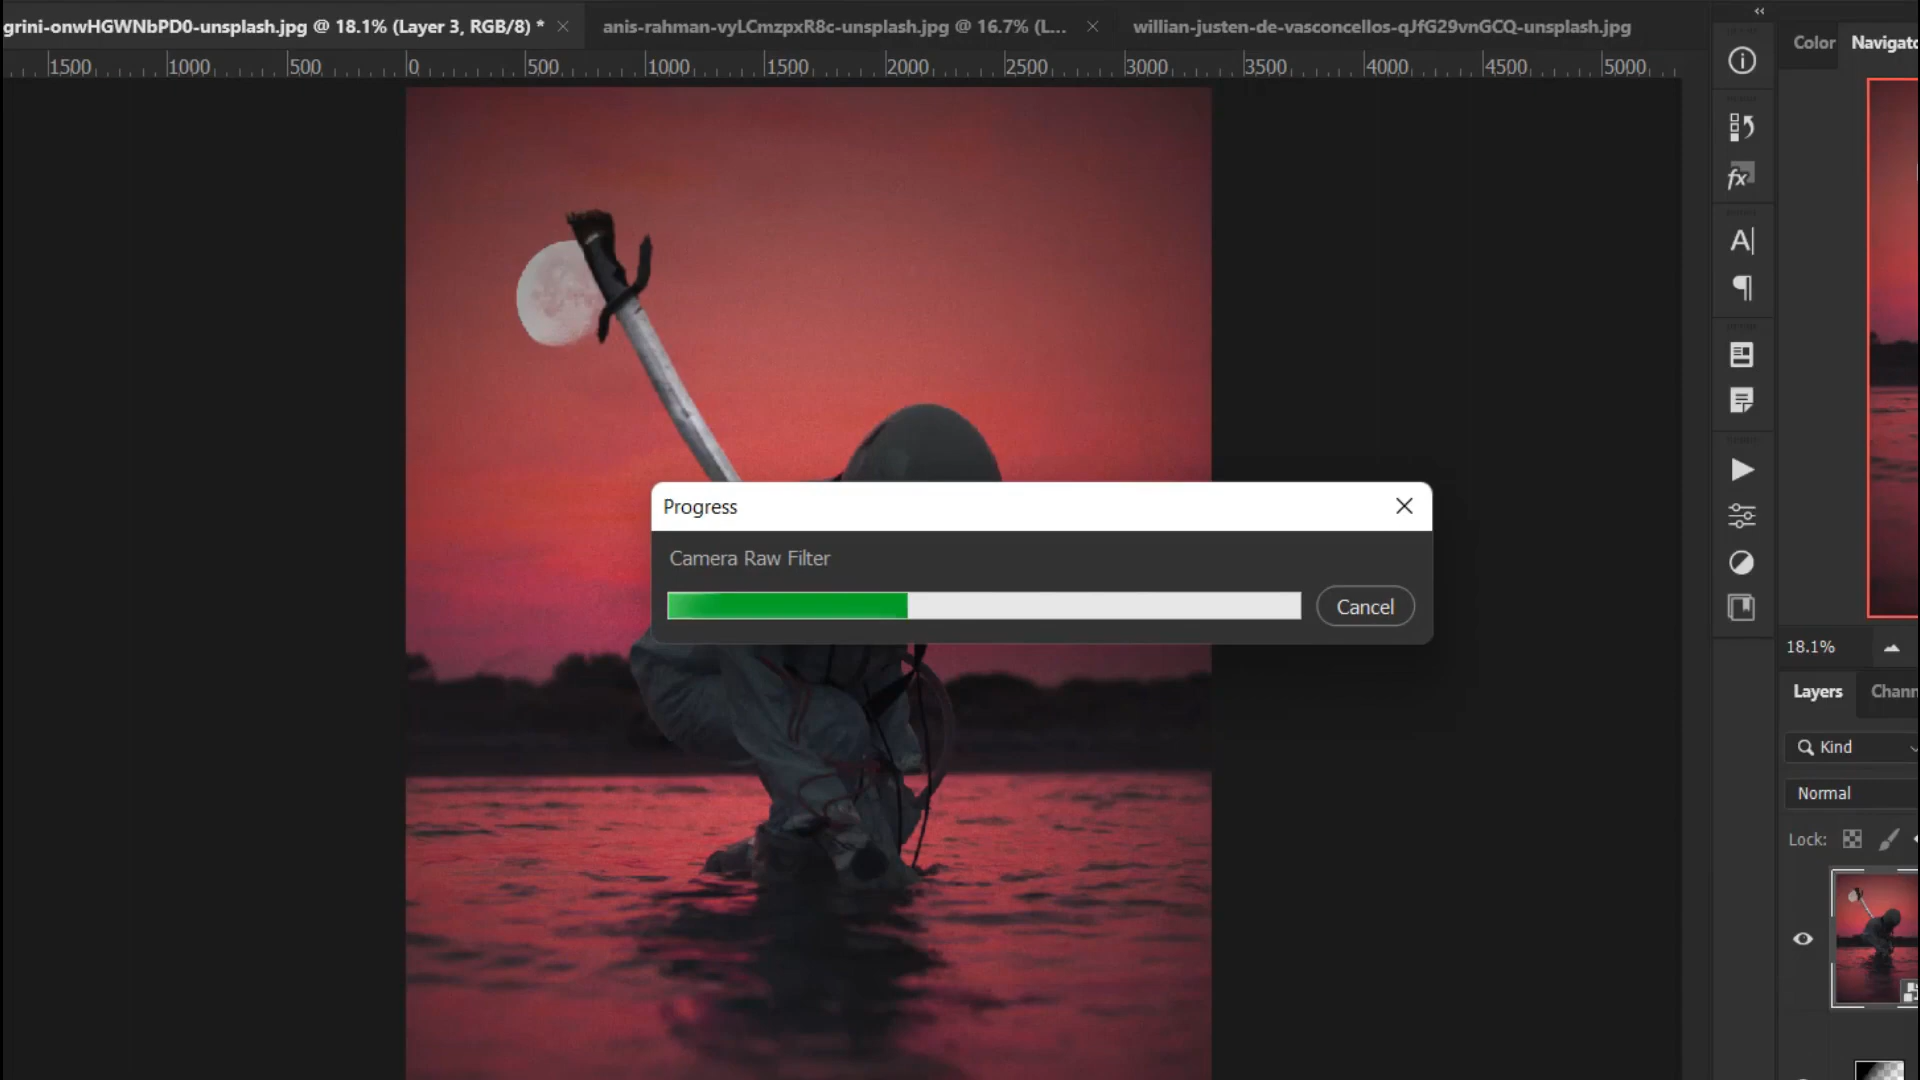 grini-onwHGWNbPD0-unsplash.jpg @ 18.1% (Layer 3, RGB/8) *
anis-rahman-vyLCmzpxR8c-unsplash.jpg @ 16.7% (L...
willian-justen-de-vasconcellos-qJfG29vnGCQ-unsplash.jpg
1500 1000 500 0 500 1000 1500 2000 2500 3000 3500 4000 4500 5000
Color Navigato
Progress
Camera Raw Filter
Cancel
18.1%
Layers Chann
Kind
Normal
Lock: